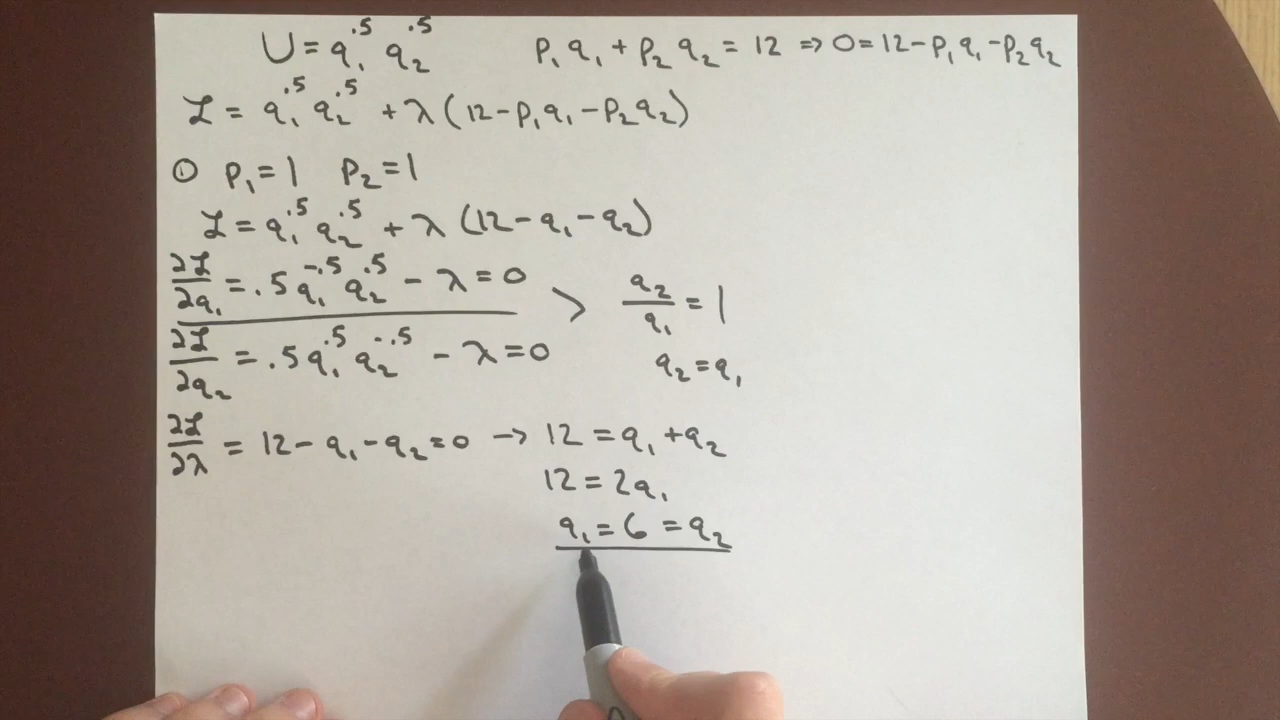 U = q₁^.5 q₂^.5 P₁q₁ + P₂q₂ = 12 ⇒ 0 = 12 - P₁q₁ - P₂q₂
ℒ = q₁^.5 q₂^.5 + λ(12 - P₁q₁ - P₂q₂)
① P₁ = 1 P₂ = 1
ℒ = q₁^.5 q₂^.5 + λ(12 - q₁ - q₂)
∂ℒ/∂q₁ = .5 q₁^-.5 q₂^.5 - λ = 0 > q₂/q₁ = 1
∂ℒ/∂q₂ = .5 q₁^.5 q₂^-.5 - λ = 0 q₂ = q₁
∂ℒ/∂λ = 12 - q₁ - q₂ = 0 → 12 = q₁ + q₂
12 = 2q₁
q₁ = 6 = q₂